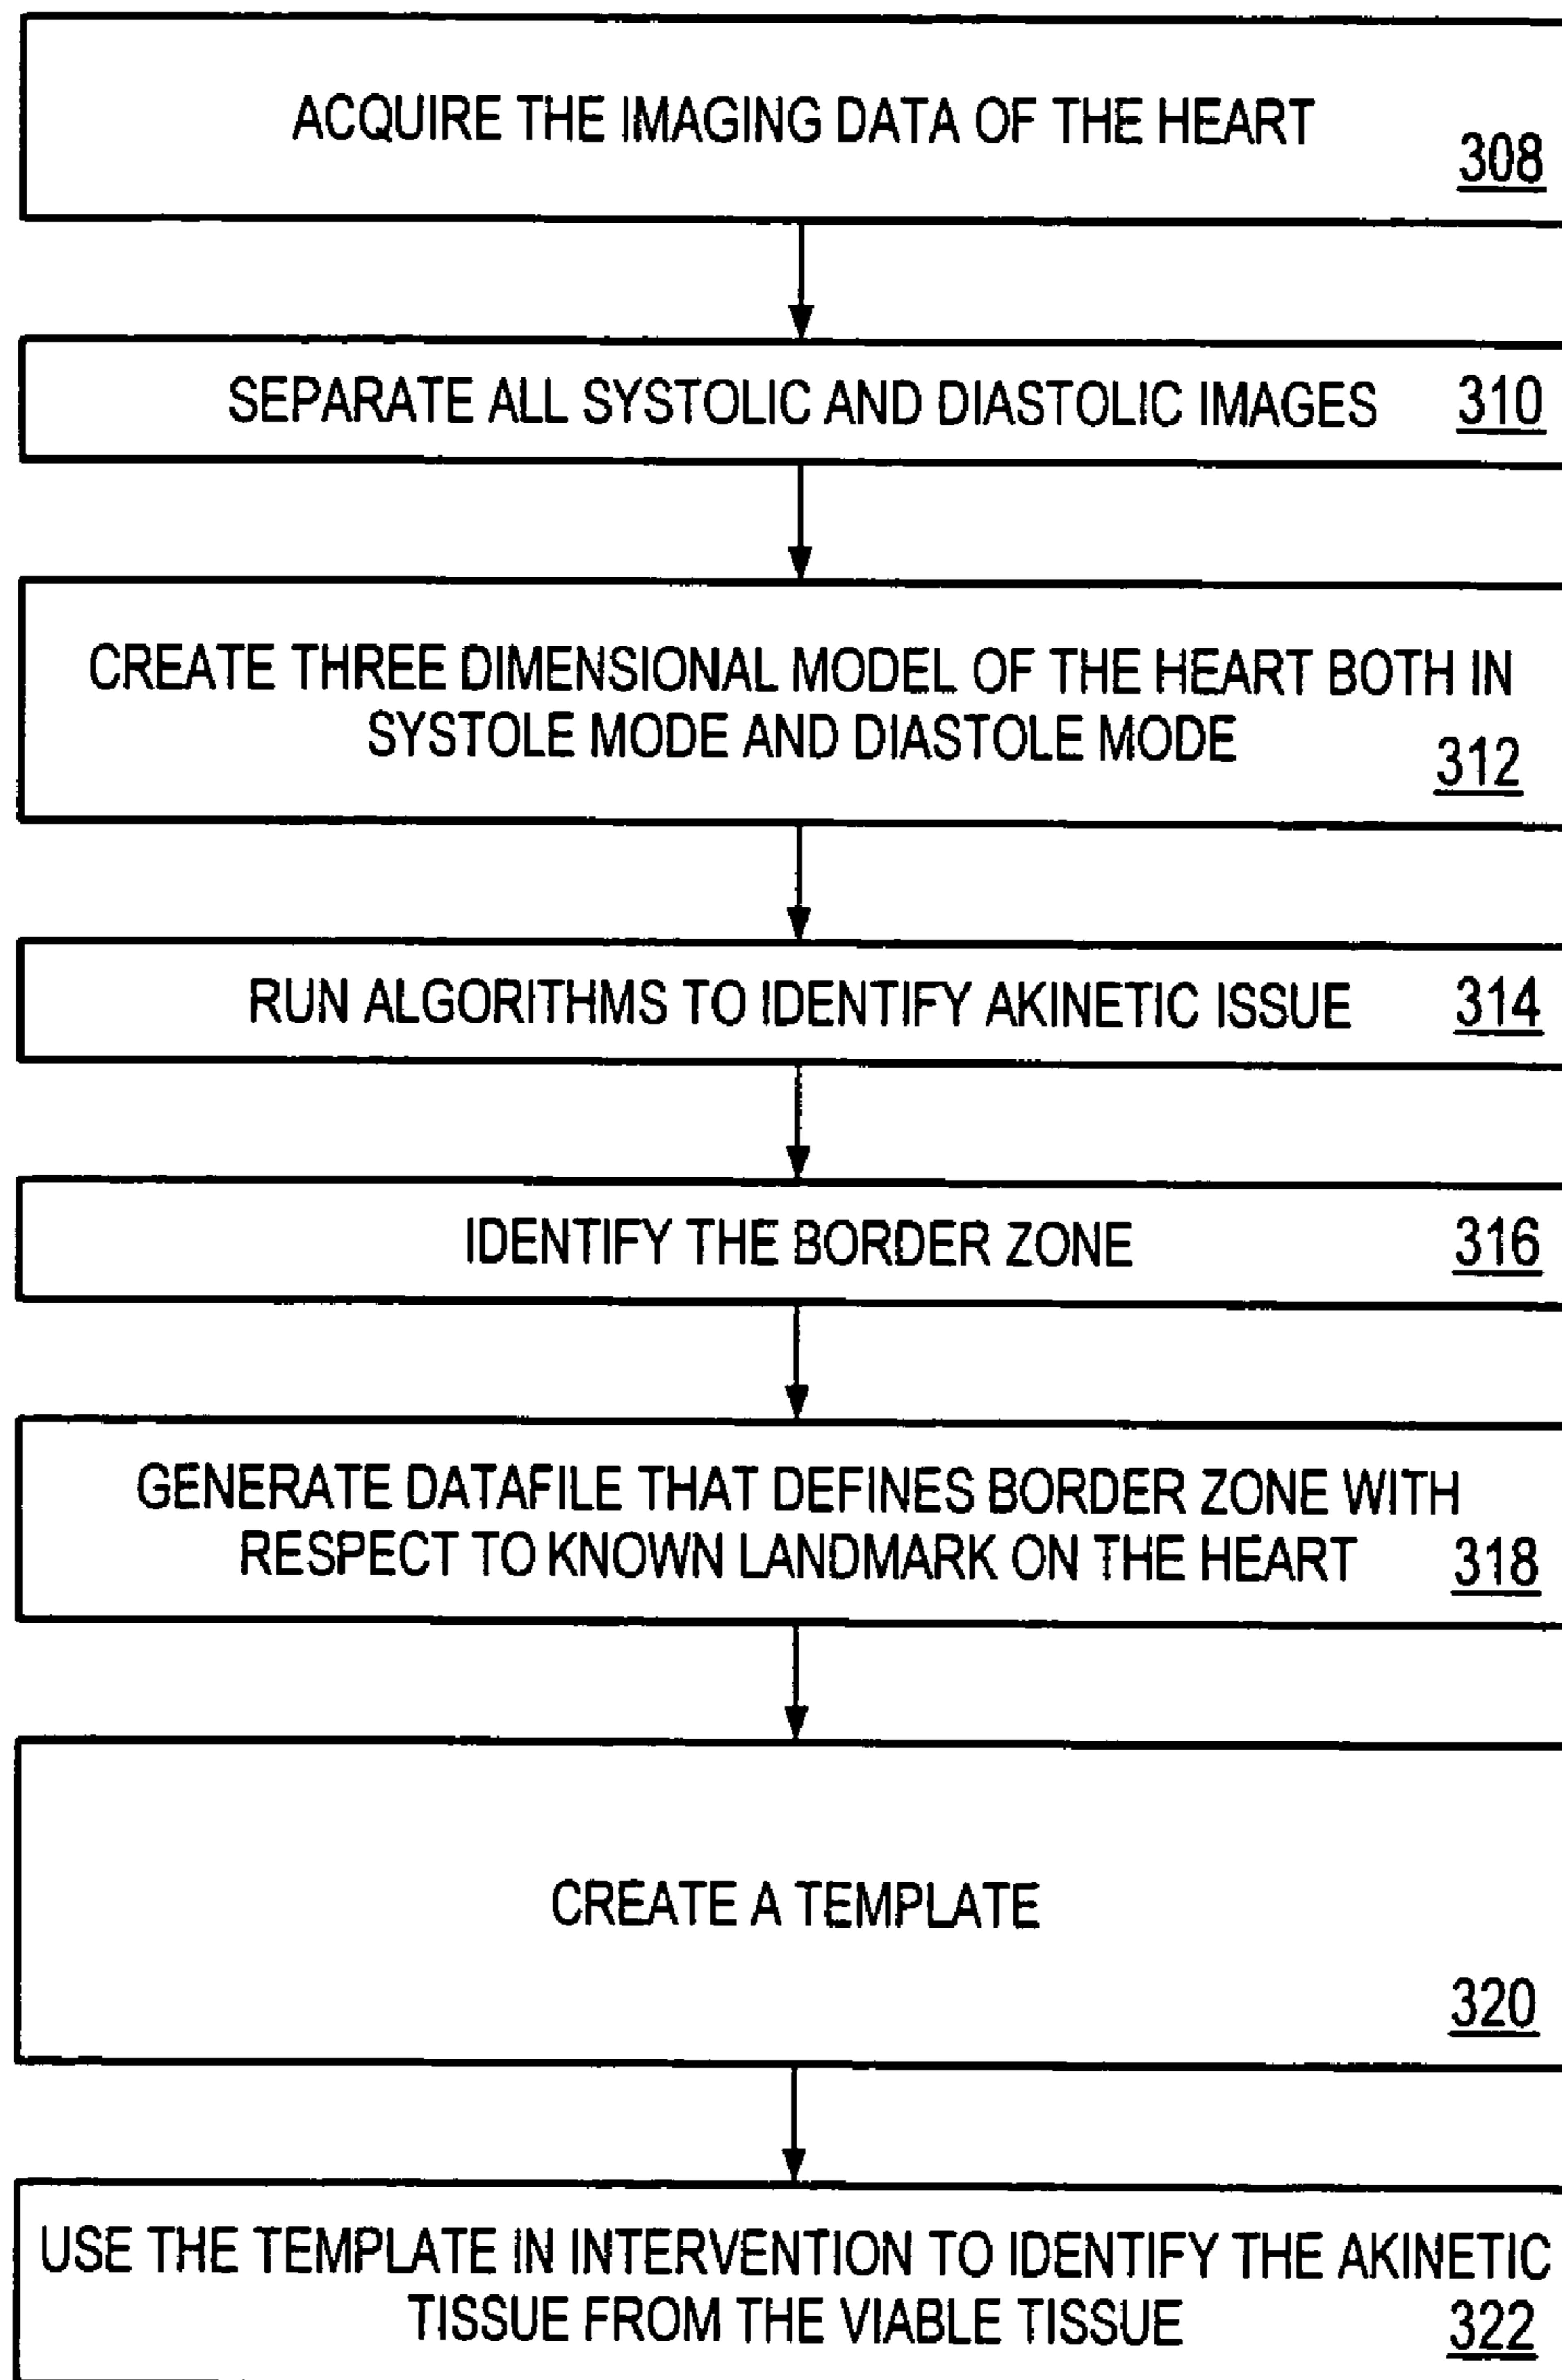 ACQUIRE THE IMAGING DATA OF THE HEART
308
SEPARATE ALL SYSTOLIC AND DIASTOLIC IMAGES 310
CREATE THREE DIMENSIONAL MODEL OF THE HEART BOTH IN
SYSTOLE MODE AND DIASTOLE MODE
312
RUN ALGORITHMS TO IDENTIFY AKINETIC ISSUE 314
IDENTIFY THE BORDER ZONE 316
GENERATE DATAFILE THAT DEFINES BORDER ZONE WITH
RESPECT TO KNOWN LANDMARK ON THE HEART 318
CREATE A TEMPLATE
320
USE THE TEMPLATE IN INTERVENTION TO IDENTIFY THE AKINETIC
TISSUE FROM THE VIABLE TISSUE 322